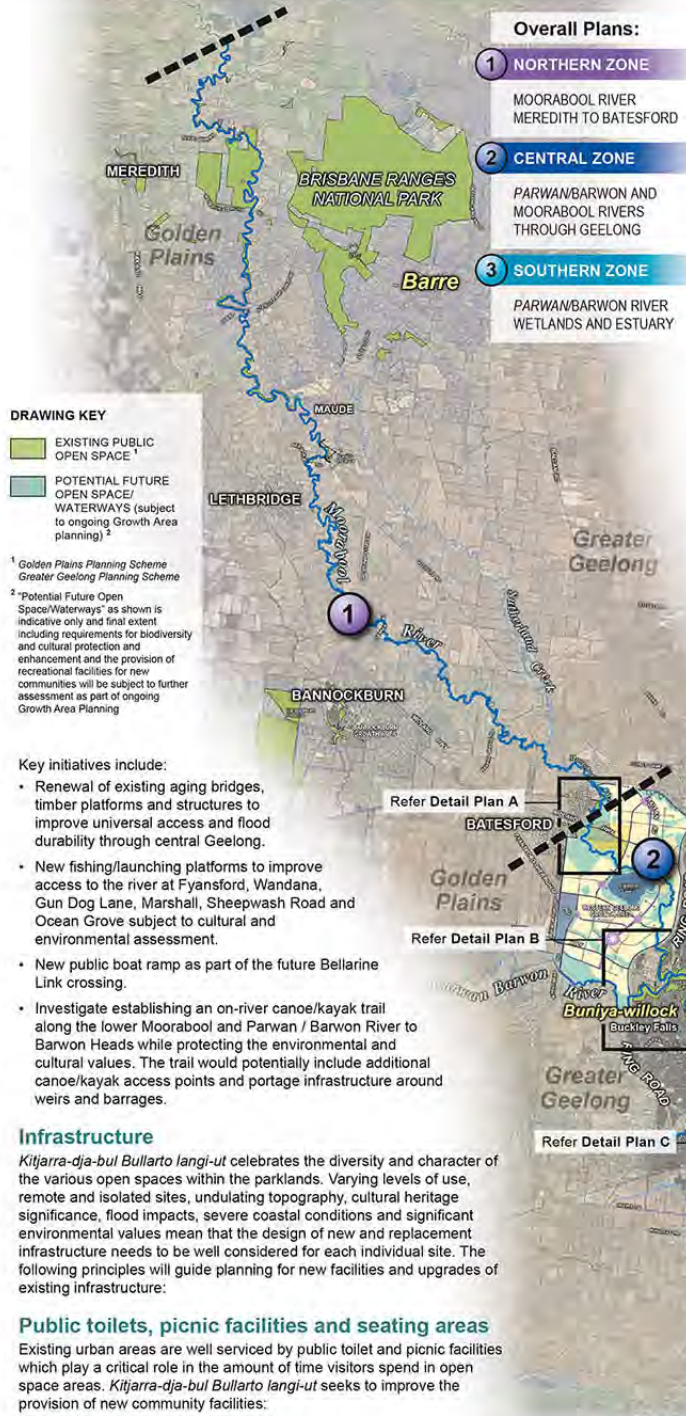 Overall Plans:
1 NORTHERN ZONE
MOORABOOL RIVER
MEREDITH TO BATESFORD
2 CENTRAL ZONE
PARWAN/BARWON AND
MOORABOOL RIVERS
THROUGH GEELONG
3 SOUTHERN ZONE
PARWAN/BARWON RIVER
WETLANDS AND ESTUARY
MEREDITH
BRISBANE RANGES
NATIONAL PARK
Golden
Plains
Barre
DRAWING KEY
EXISTING PUBLIC
OPEN SPACE 1
POTENTIAL FUTURE
OPEN SPACE/
WATERWAYS (subject
to ongoing Growth Area
planning) 2
1 Golden Plains Planning Scheme
Greater Geelong Planning Scheme
2 "Potential Future Open
Space/Waterways" as shown is
indicative only and final extent
including requirements for biodiversity
and cultural protection and
enhancement and the provision of
recreational facilities for new
communities will be subject to further
assessment as part of ongoing
Growth Area Planning
MAUDE
LETHBRIDGE
Moorabool
River
1
Greater
Geelong
Sutherland Creek
BANNOCKBURN
Refer Detail Plan A
BATESFORD
2
Golden
Plains
Refer Detail Plan B
RING ROAD
Barwon
River
Buniya-willock
Buckley Falls
RING ROAD
Greater
Geelong
Refer Detail Plan C
Key initiatives include:
• Renewal of existing aging bridges,
timber platforms and structures to
improve universal access and flood
durability through central Geelong.
• New fishing/launching platforms to improve
access to the river at Fyansford, Wandana,
Gun Dog Lane, Marshall, Sheepwash Road and
Ocean Grove subject to cultural and
environmental assessment.
• New public boat ramp as part of the future Bellarine
Link crossing.
• Investigate establishing an on-river canoe/kayak trail
along the lower Moorabool and Parwan / Barwon River to
Barwon Heads while protecting the environmental and
cultural values. The trail would potentially include additional
canoe/kayak access points and portage infrastructure around
weirs and barrages.
Infrastructure
Kitjarra-dja-bul Bullarto langi-ut celebrates the diversity and character of
the various open spaces within the parklands. Varying levels of use,
remote and isolated sites, undulating topography, cultural heritage
significance, flood impacts, severe coastal conditions and significant
environmental values mean that the design of new and replacement
infrastructure needs to be well considered for each individual site. The
following principles will guide planning for new facilities and upgrades of
existing infrastructure:
Public toilets, picnic facilities and seating areas
Existing urban areas are well serviced by public toilet and picnic facilities
which play a critical role in the amount of time visitors spend in open
space areas. Kitjarra-dja-bul Bullarto langi-ut seeks to improve the
provision of new community facilities: